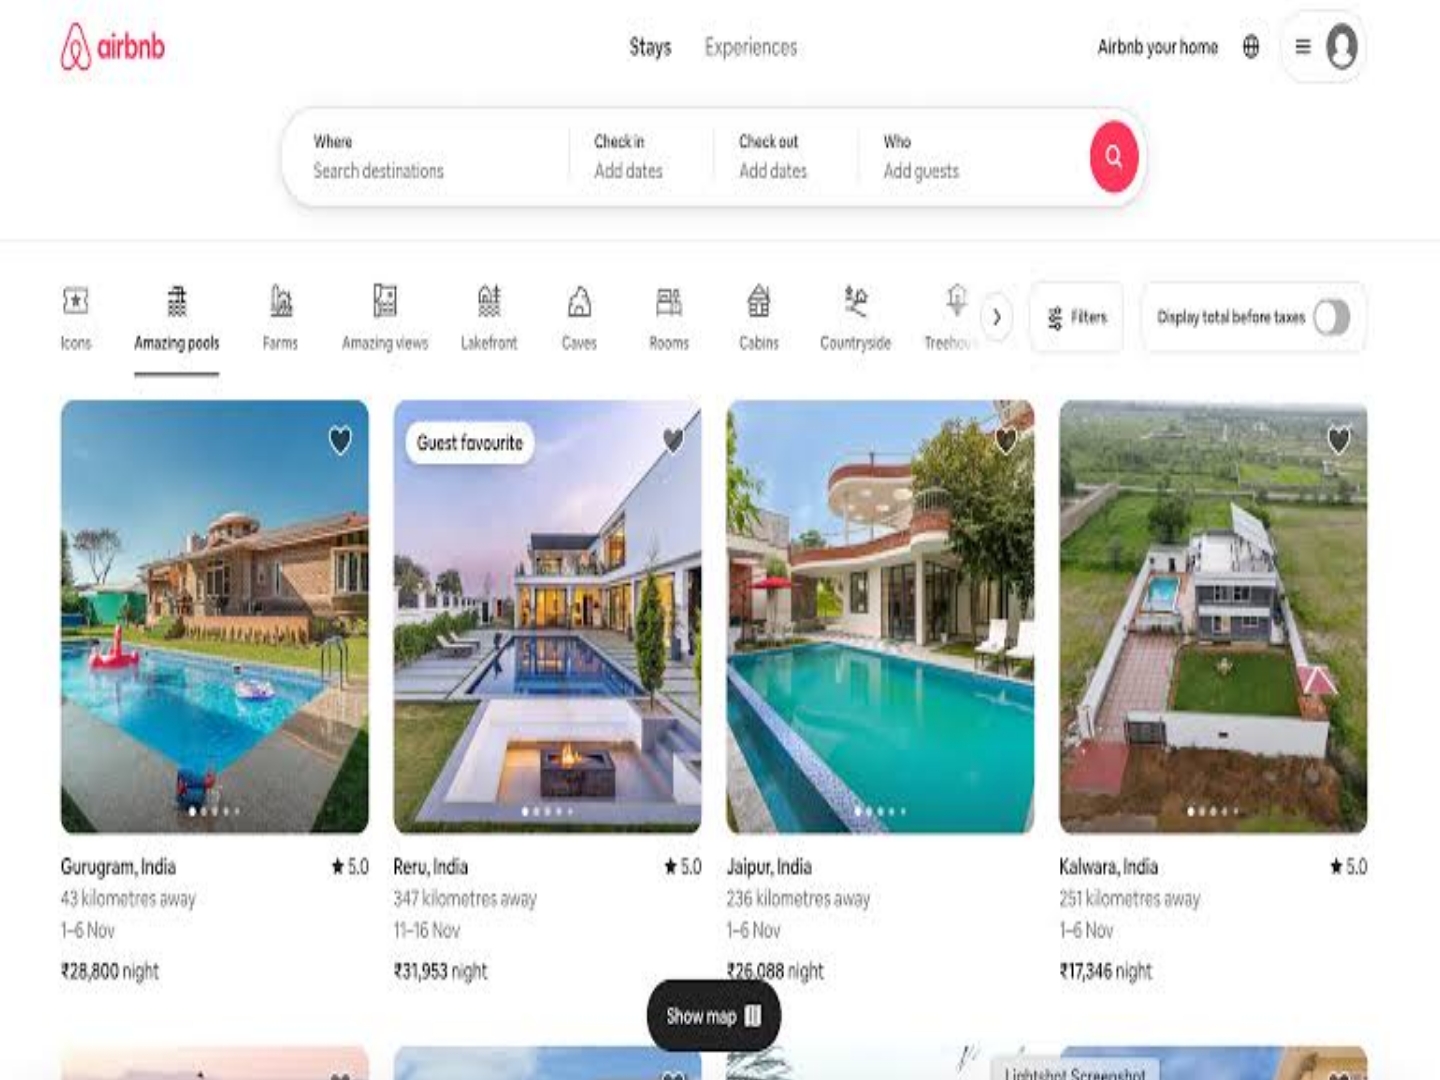 airbnb
Stays Experiences
Airbnb your home
Where
Search destinations
Check in
Add dates
Check out
Add dates
Who
Add guests
Icons
Amazing pools
Farms
Amazing views
Lakefront
Caves
Rooms
Cabins
Countryside
Filters
Display total before taxes
Guest favourite
Gurugram, India ★ 5.0
43 kilometres away
1–6 Nov
₹28,800 night
Reru, India ★ 5.0
347 kilometres away
11–16 Nov
₹31,953 night
Jaipur, India
236 kilometres away
1–6 Nov
₹26,088 night
Kalwara, India ★ 5.0
251 kilometres away
1–6 Nov
₹17,346 night
Show map
Lightshot Screenshot